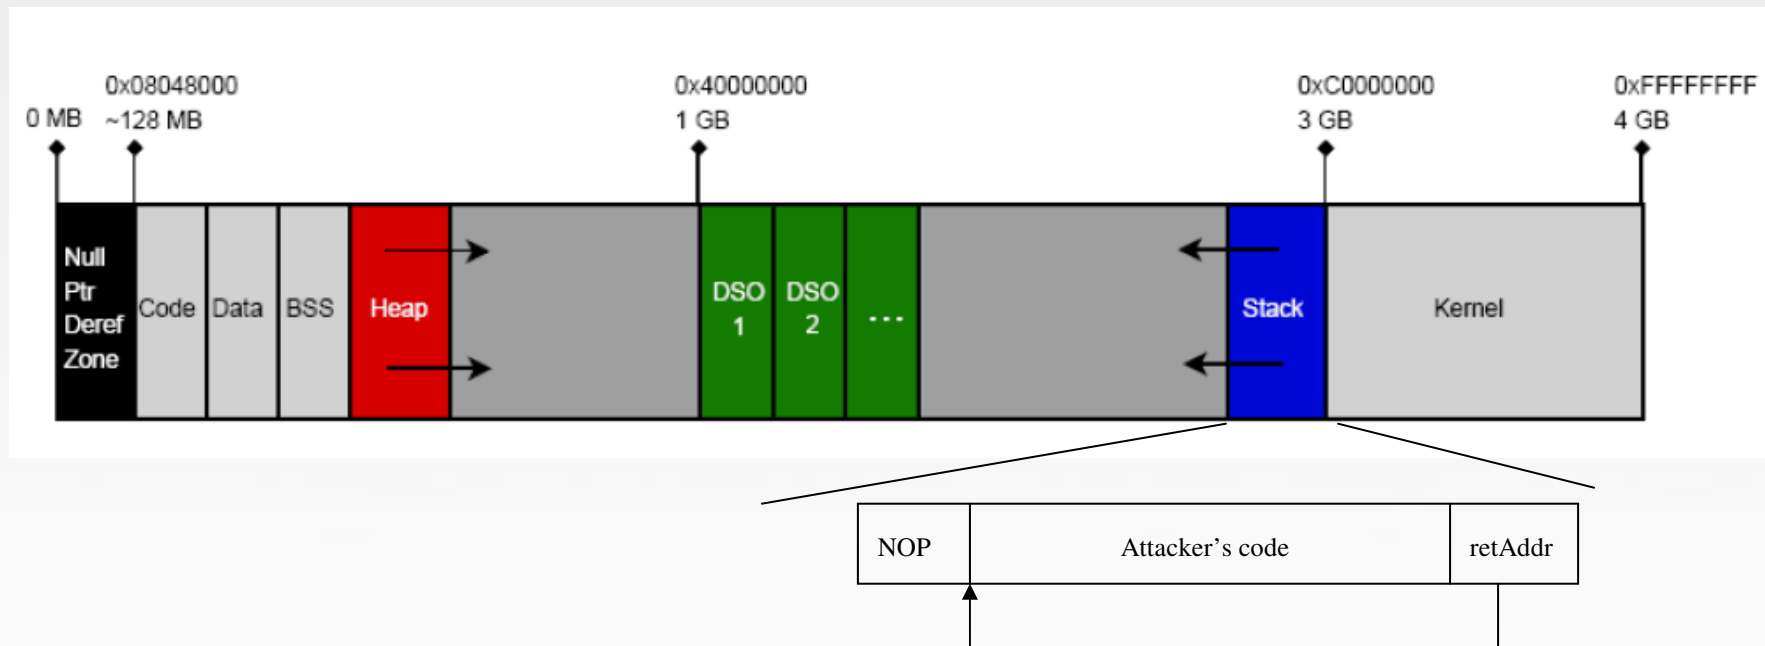 0x08048000
0x40000000
0xC0000000
0xFFFFFFFF
0 MB
~128 MB
1 GB
3 GB
4 GB
Null
Ptr
Deref
Zone
Code
Data
BSS
Heap
DSO
1
DSO
2
...
Stack
Kernel
NOP
Attacker’s code
retAddr